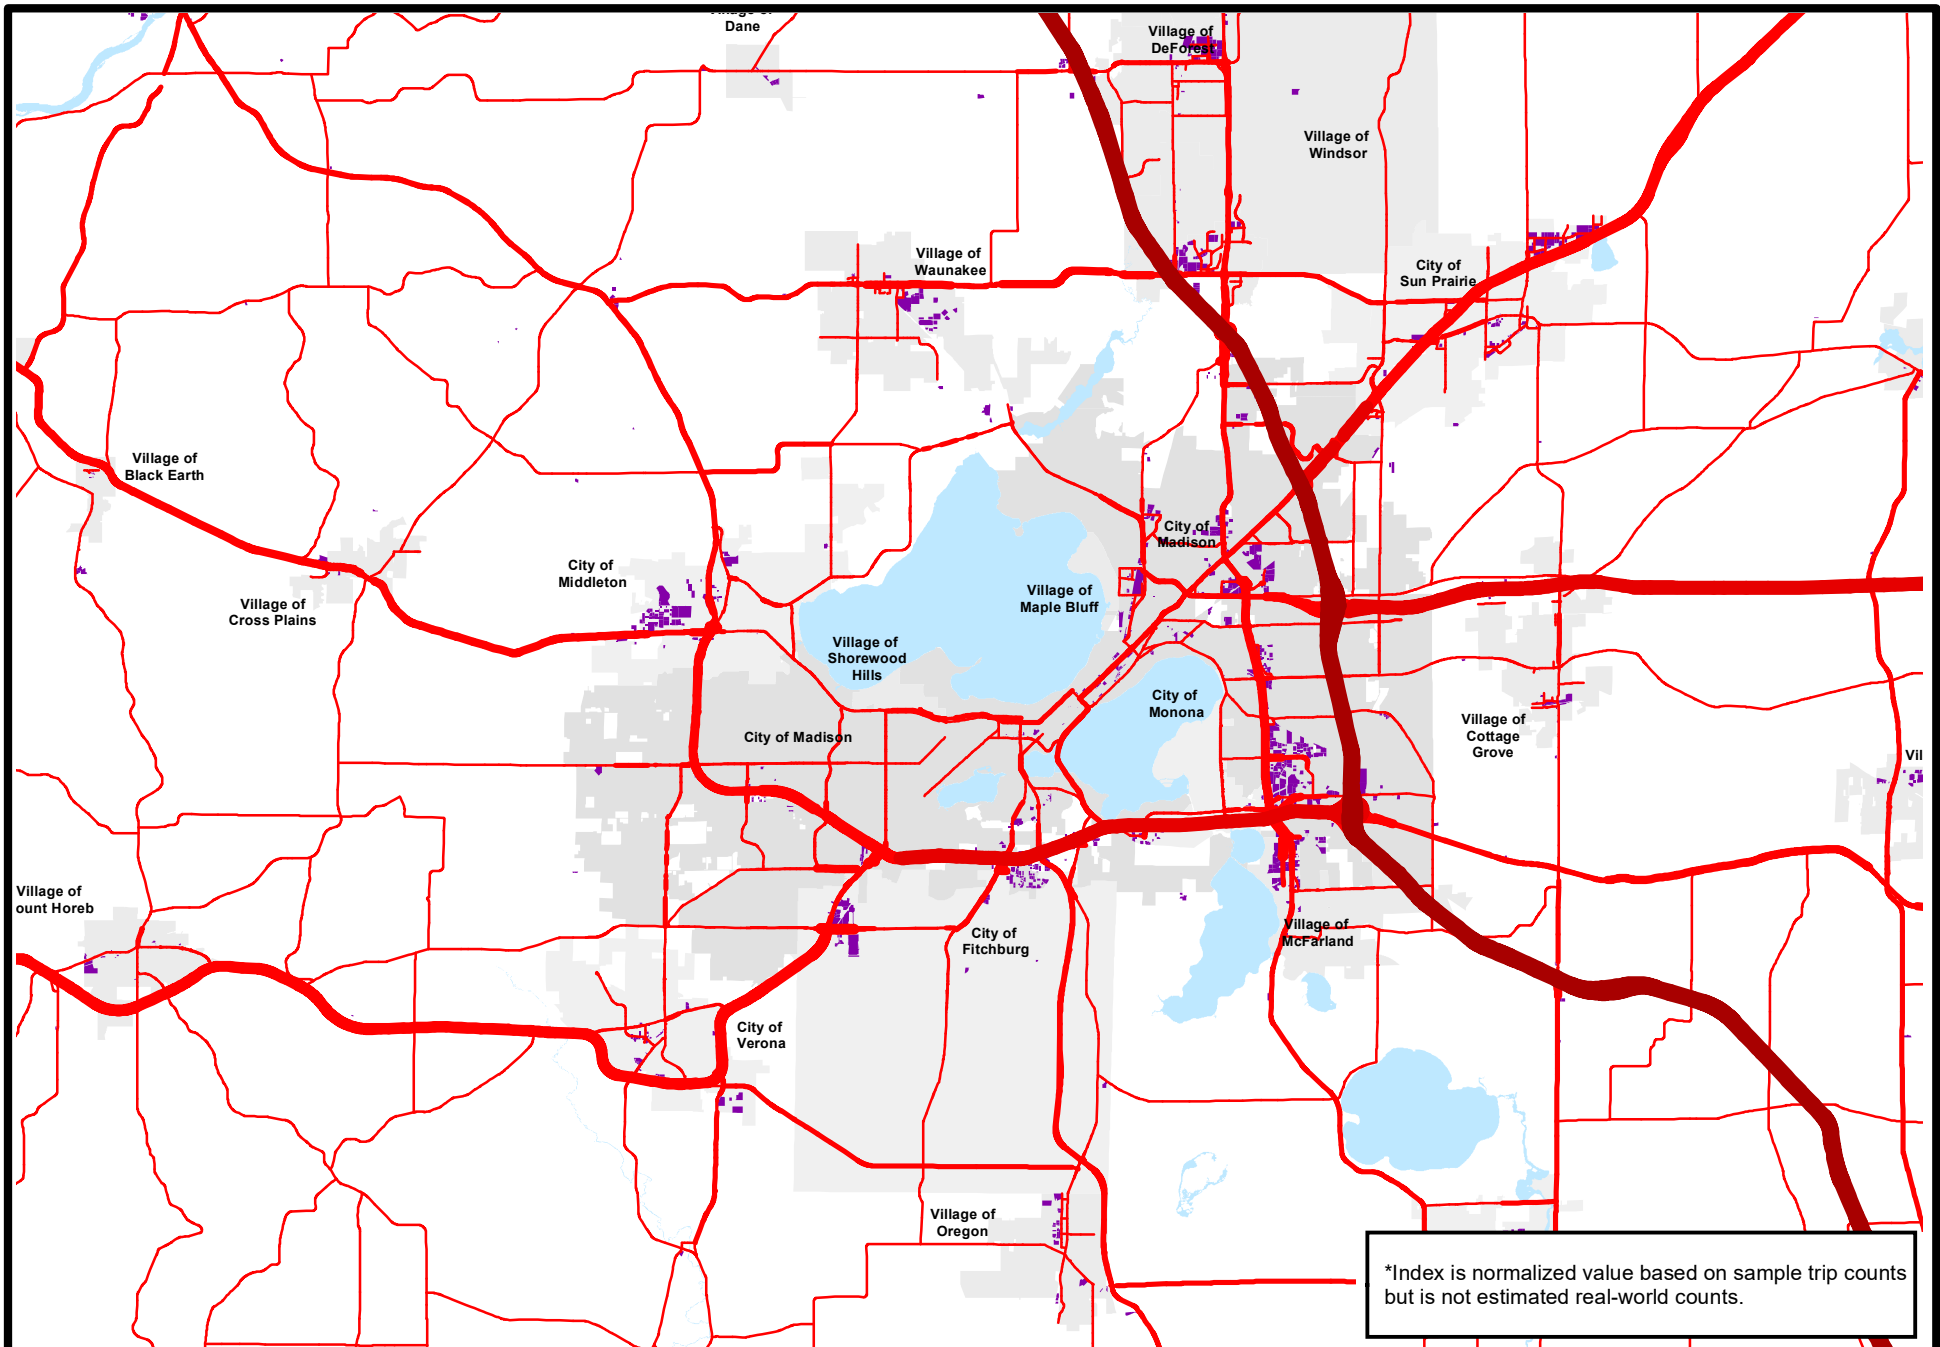 Dane
Village of
DeForest
Village of
Windsor
Village of
Waunakee
City of
Sun Prairie
Village of
Black Earth
City of
Madison
City of
Middleton
Village of
Maple Bluff
Village of
Cross Plains
Village of
Shorewood
Hills
City of
Monona
Village of
Cottage
Grove
City of Madison
Vil
Village of
ount Horeb
City of
Fitchburg
Village of
McFarland
City of
Verona
Village of
Oregon
*Index is normalized value based on sample trip counts
but is not estimated real-world counts.